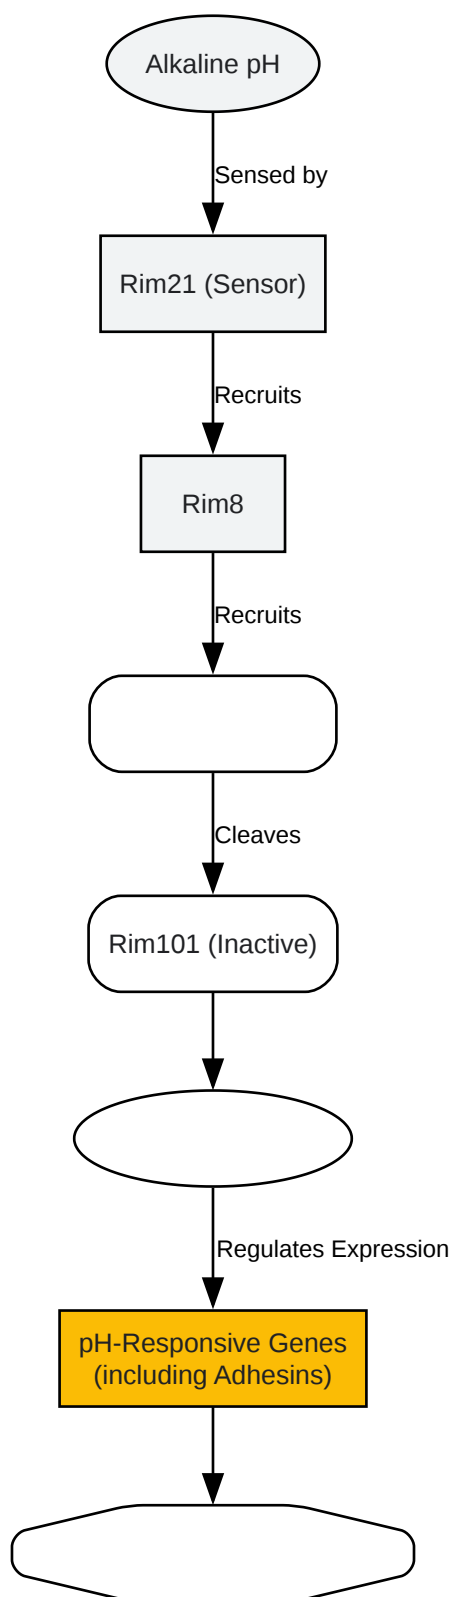 Alkaline pH
Sensed by
Rim21 (Sensor)
Recruits
Rim8
Recruits
Cleaves
Rim101 (Inactive)
Regulates Expression
pH-Responsive Genes
(including Adhesins)